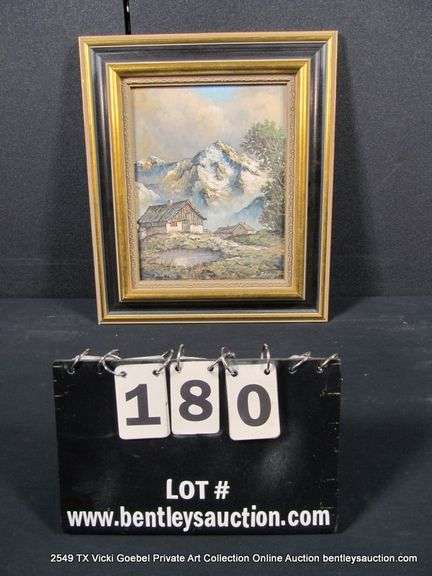 180
LOT #
www.bentleysauction.com
2549 TX Vicki Goebel Private Art Collection Online Auction bentleysauction.com